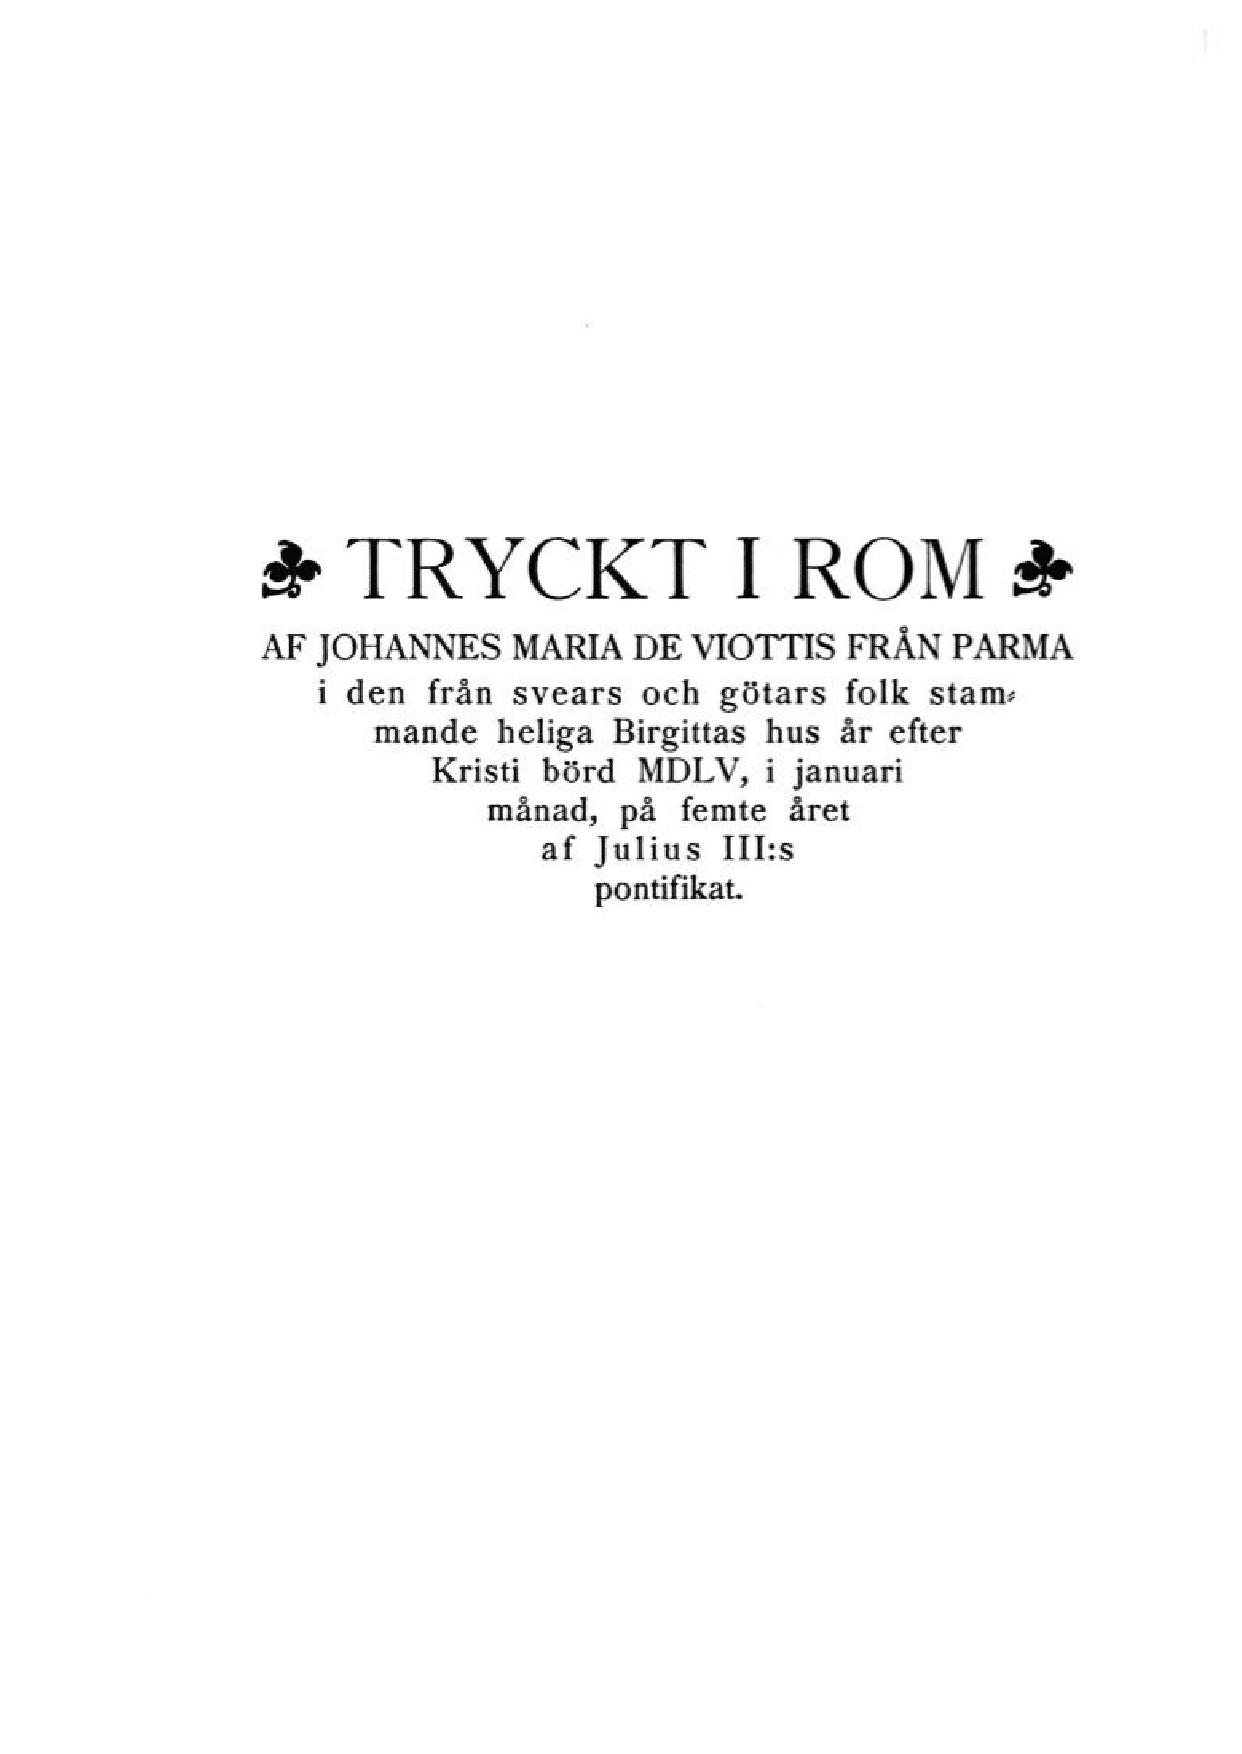 TRYCKT I ROM
AF JOHANNES MARIA DE VIOTTIS FRÅN PARMA
i den från svears och götars folk stam-
mande heliga Birgittas hus år efter
Kristi börd MDLV, i januari
månad, på femte året
af Julius III:s
pontifikat.